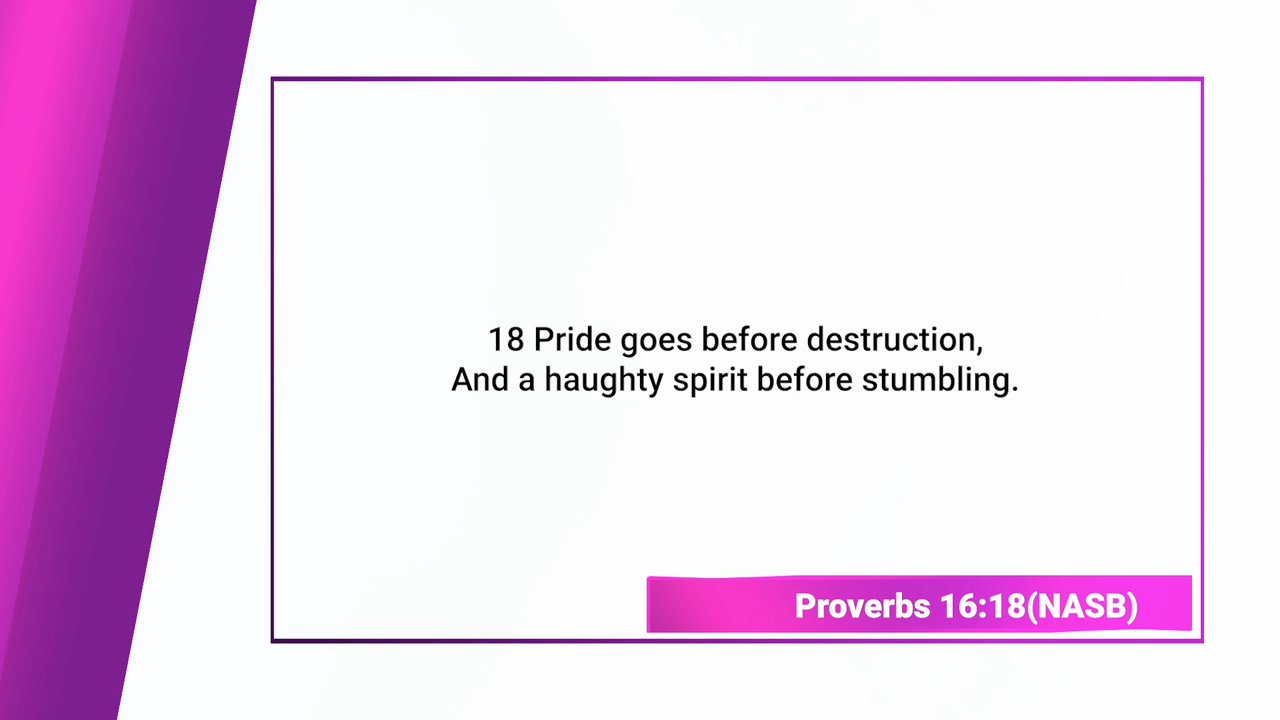 18 Pride goes before destruction,
And a haughty spirit before stumbling.
Proverbs 16:18(NASB)